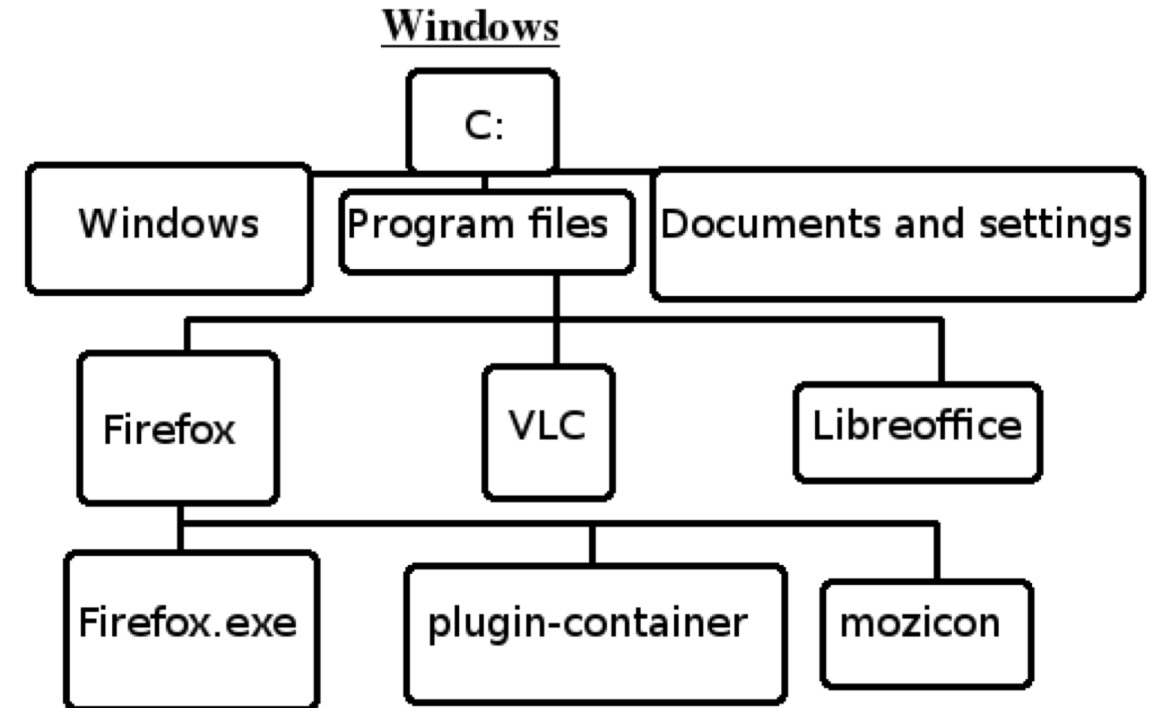 Windows
C:
Windows
Program files
Documents and settings
Firefox
VLC
Libreoffice
Firefox.exe
plugin-container
mozicon